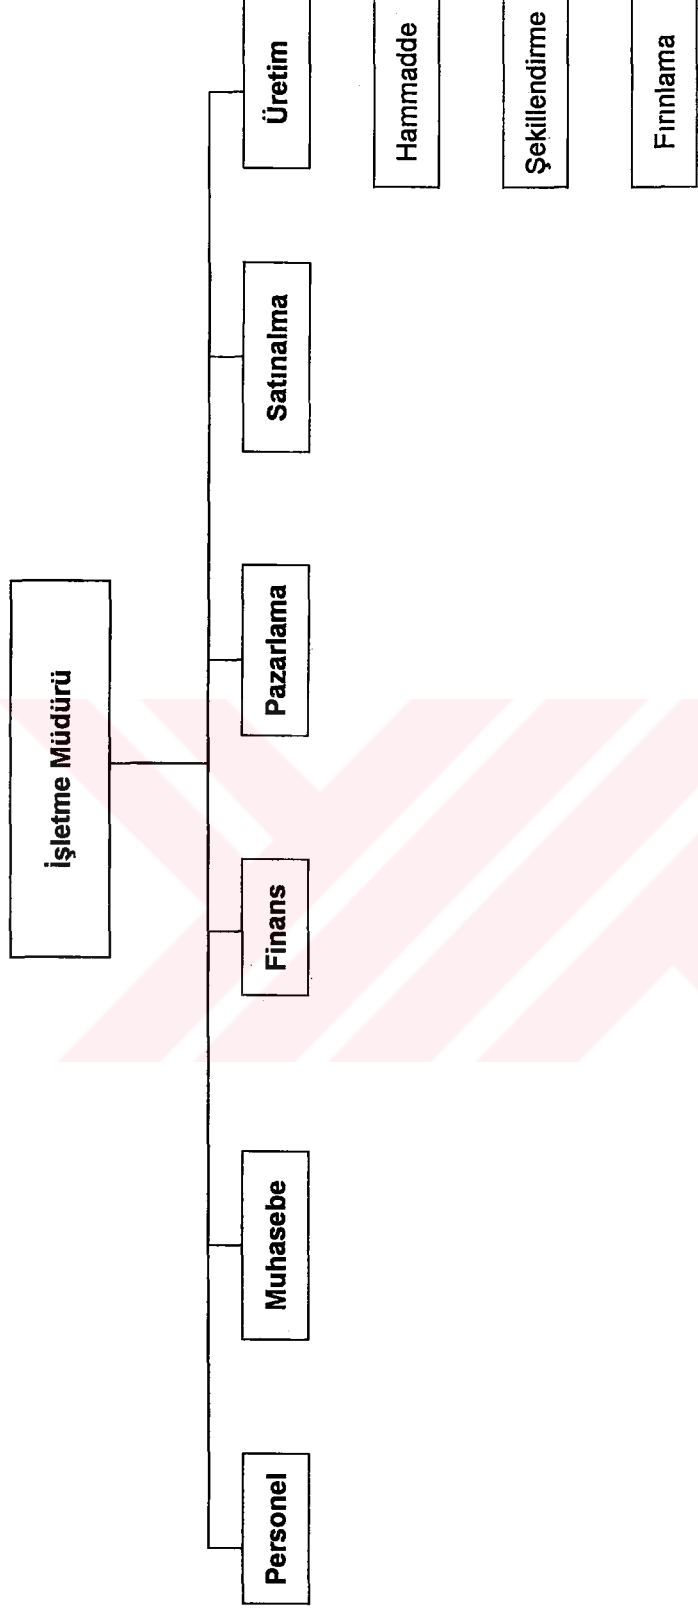 İşletme Müdürü
Personel
Muhasebe
Finans
Pazarlama
Satınalma
Üretim
Hammadde
Şekillendirme
Fırınlama